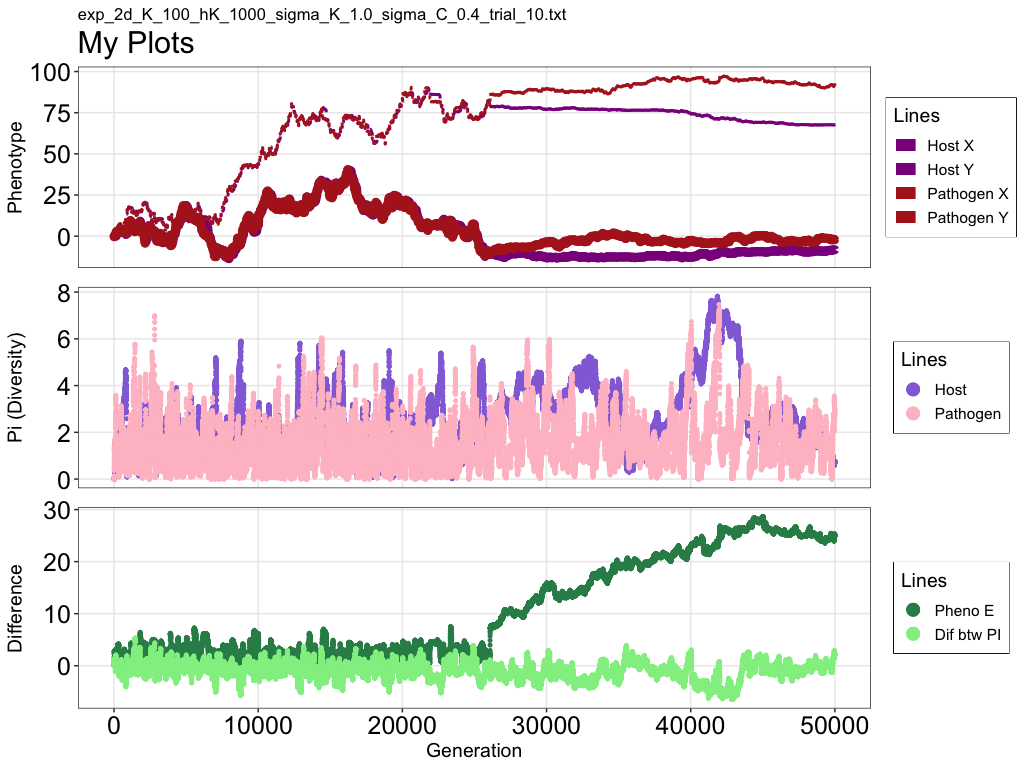 exp_2d_K_100_hK_1000_sigma_K_1.0_sigma_C_0.4_trial_10.txt
My Plots
100
75
50
25
0
Phenotype
Lines
Host X
Host Y
Pathogen X
Pathogen Y
8
6
4
2
0
Pi (Diversity)
Lines
Host
Pathogen
30
20
10
0
Difference
Lines
Pheno E
Dif btw PI
0 10000 20000 30000 40000 50000
Generation